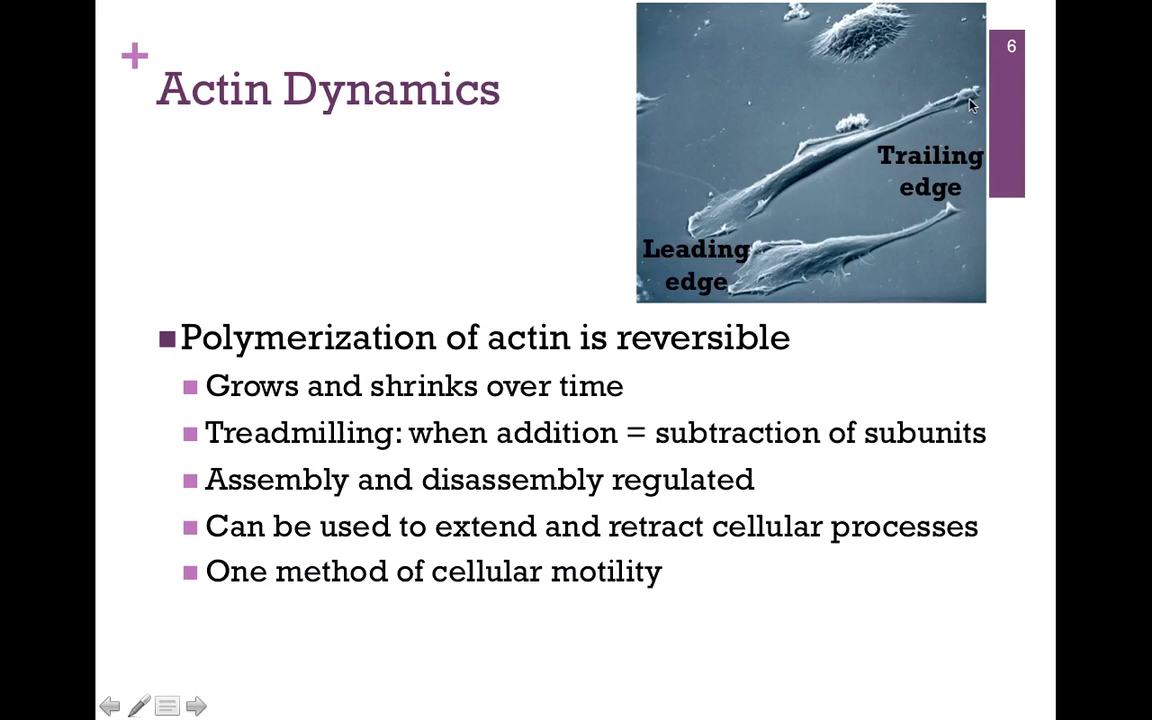 +
6
Actin Dynamics
Trailing
edge
Leading
edge
Polymerization of actin is reversible
Grows and shrinks over time
Treadmilling: when addition = subtraction of subunits
Assembly and disassembly regulated
Can be used to extend and retract cellular processes
One method of cellular motility